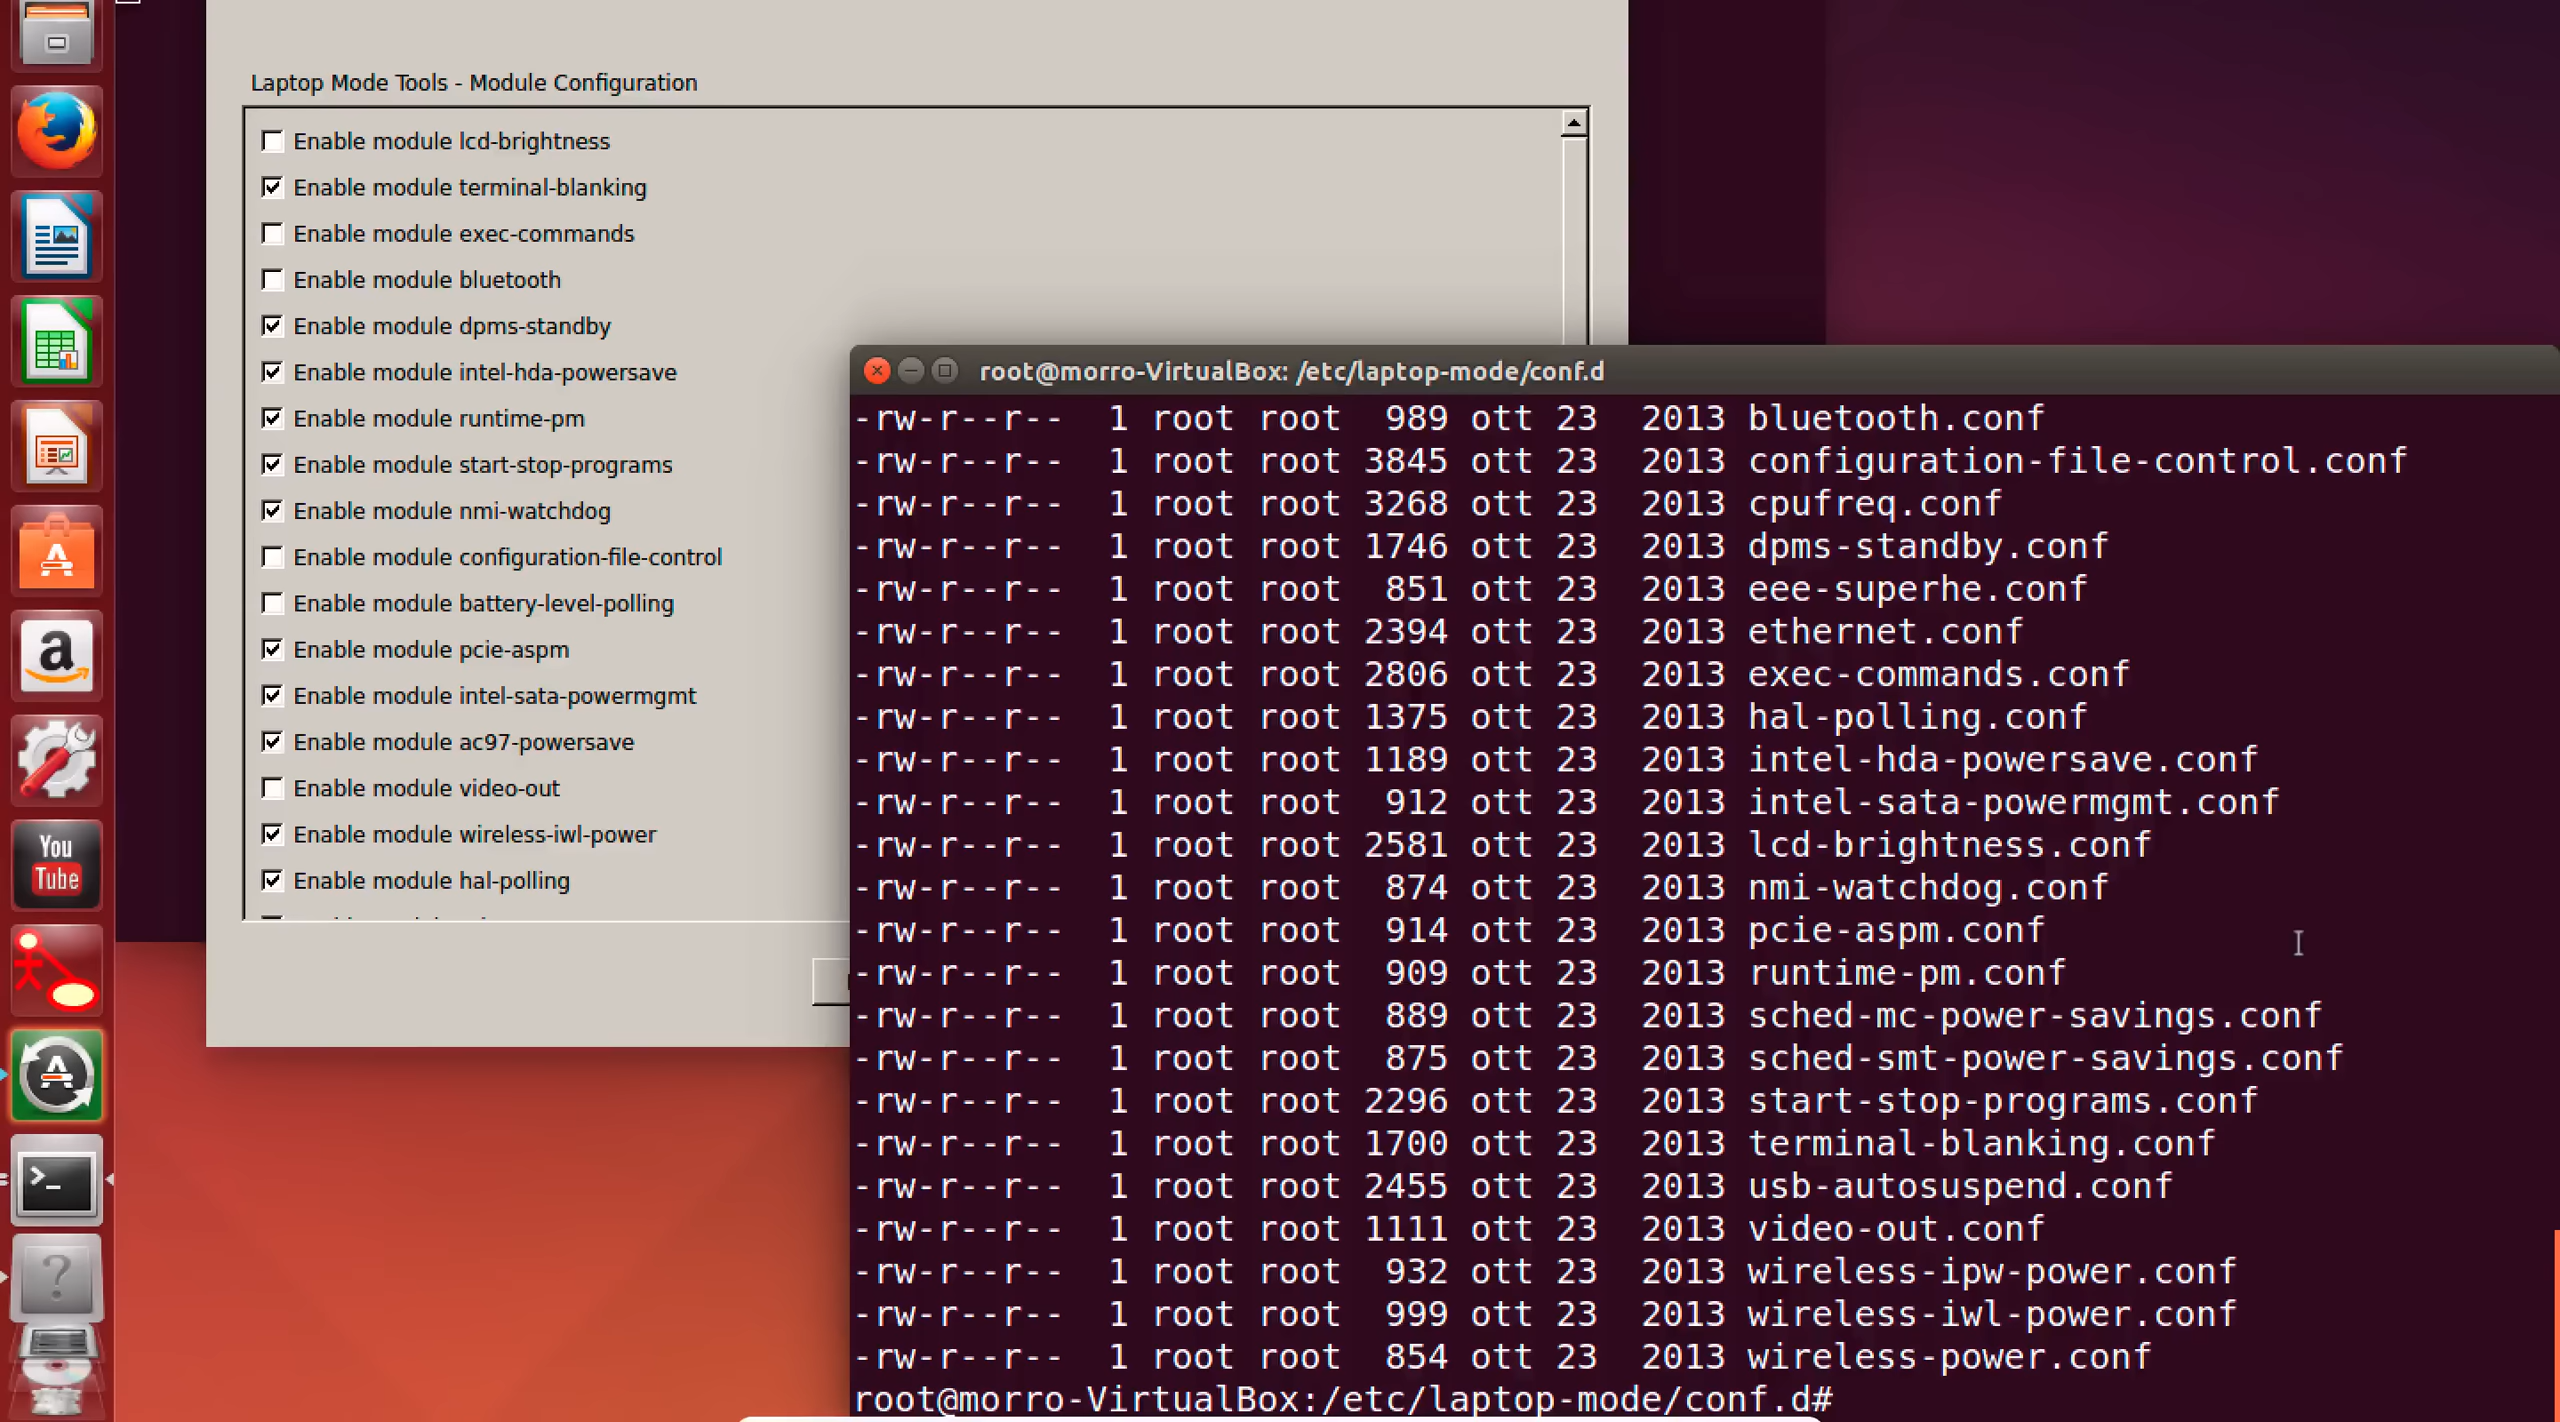 Laptop Mode Tools - Module Configuration
Enable module lcd-brightness
Enable module terminal-blanking
Enable module exec-commands
Enable module bluetooth
Enable module dpms-standby
Enable module intel-hda-powersave
Enable module runtime-pm
Enable module start-stop-programs
Enable module nmi-watchdog
Enable module configuration-file-control
Enable module battery-level-polling
Enable module pcie-aspm
Enable module intel-sata-powermgmt
Enable module ac97-powersave
Enable module video-out
Enable module wireless-iwl-power
Enable module hal-polling
root@morro-VirtualBox: /etc/laptop-mode/conf.d
-rw-r--r-- 1 root root 989 ott 23 2013 bluetooth.conf
-rw-r--r-- 1 root root 3845 ott 23 2013 configuration-file-control.conf
-rw-r--r-- 1 root root 3268 ott 23 2013 cpufreq.conf
-rw-r--r-- 1 root root 1746 ott 23 2013 dpms-standby.conf
-rw-r--r-- 1 root root 851 ott 23 2013 eee-superhe.conf
-rw-r--r-- 1 root root 2394 ott 23 2013 ethernet.conf
-rw-r--r-- 1 root root 2806 ott 23 2013 exec-commands.conf
-rw-r--r-- 1 root root 1375 ott 23 2013 hal-polling.conf
-rw-r--r-- 1 root root 1189 ott 23 2013 intel-hda-powersave.conf
-rw-r--r-- 1 root root 912 ott 23 2013 intel-sata-powermgmt.conf
-rw-r--r-- 1 root root 2581 ott 23 2013 lcd-brightness.conf
-rw-r--r-- 1 root root 874 ott 23 2013 nmi-watchdog.conf
-rw-r--r-- 1 root root 914 ott 23 2013 pcie-aspm.conf
-rw-r--r-- 1 root root 909 ott 23 2013 runtime-pm.conf
-rw-r--r-- 1 root root 889 ott 23 2013 sched-mc-power-savings.conf
-rw-r--r-- 1 root root 875 ott 23 2013 sched-smt-power-savings.conf
-rw-r--r-- 1 root root 2296 ott 23 2013 start-stop-programs.conf
-rw-r--r-- 1 root root 1700 ott 23 2013 terminal-blanking.conf
-rw-r--r-- 1 root root 2455 ott 23 2013 usb-autosuspend.conf
-rw-r--r-- 1 root root 1111 ott 23 2013 video-out.conf
-rw-r--r-- 1 root root 932 ott 23 2013 wireless-ipw-power.conf
-rw-r--r-- 1 root root 999 ott 23 2013 wireless-iwl-power.conf
-rw-r--r-- 1 root root 854 ott 23 2013 wireless-power.conf
root@morro-VirtualBox:/etc/laptop-mode/conf.d#
You
Tube